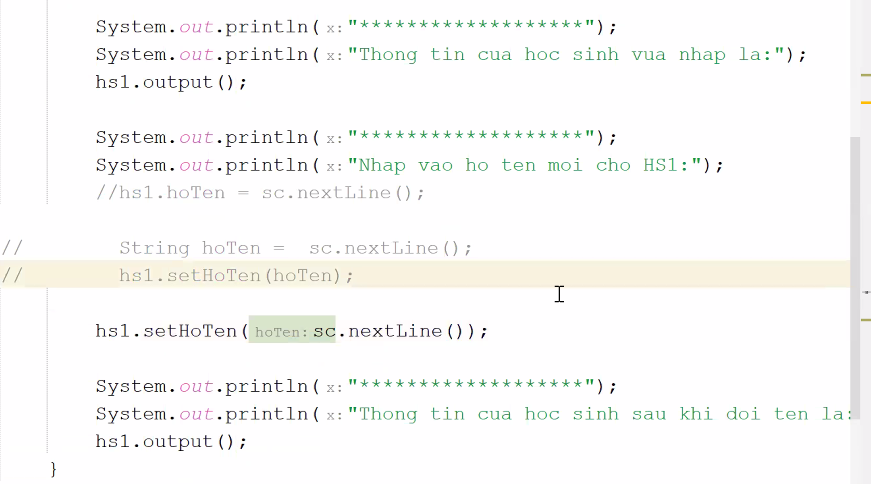 System.out.println( x: "*******************");
System.out.println( x: "Thong tin cua hoc sinh vua nhap la:");
hs1.output();
System.out.println( x: "*******************");
System.out.println( x: "Nhap vao ho ten moi cho HS1:");
//hs1.hoTen = sc.nextLine();
// String hoTen =  sc.nextLine();
// hs1.setHoTen(hoTen);
hs1.setHoTen( hoTen: sc.nextLine());
System.out.println( x: "*******************");
System.out.println( x: "Thong tin cua hoc sinh sau khi doi ten la:
hs1.output();
}